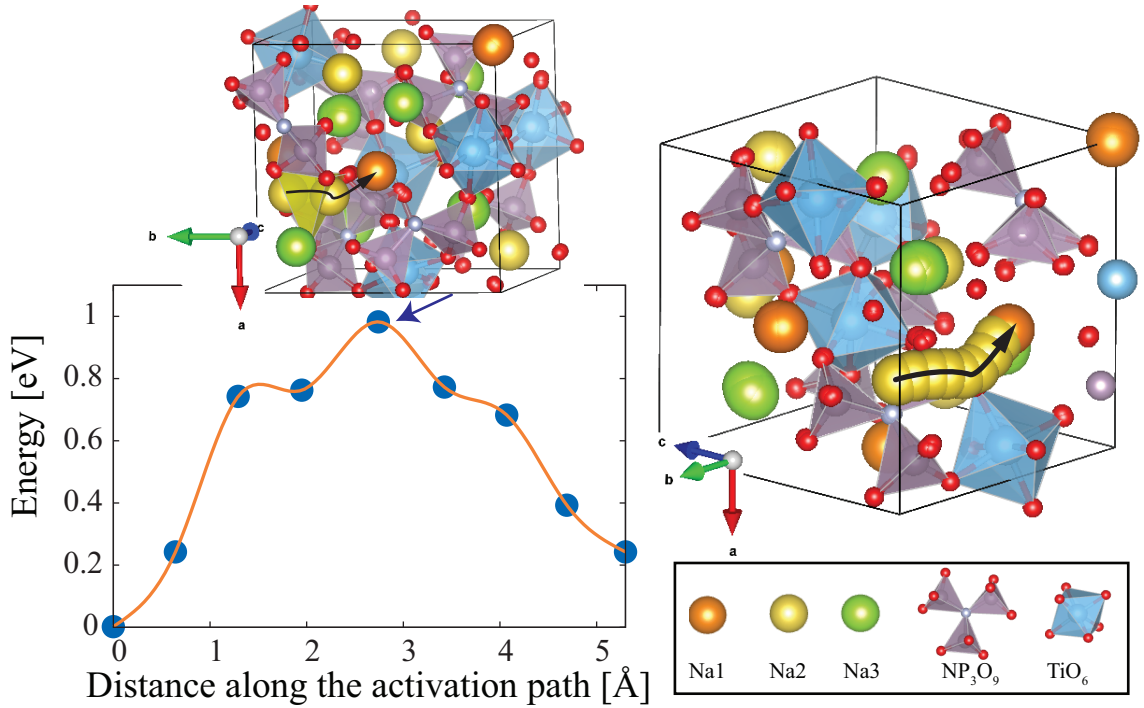 b
c
a
1
0.8
0.6
0.4
0.2
0
Energy [eV]
0 1 2 3 4 5
Distance along the activation path [Å]
c
b
a
Na1 Na2 Na3 NP₃O₉ TiO₆